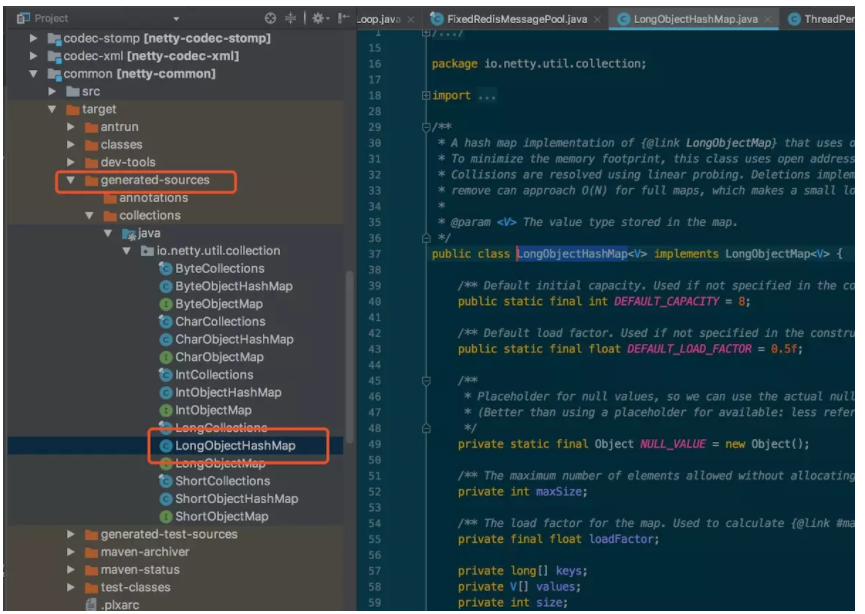 Project
Loop.java
FixedRedisMessagePool.java
LongObjectHashMap.java
ThreadPer
codec-stomp [netty-codec-stomp]
codec-xml [netty-codec-xml]
common [netty-common]
src
target
antrun
classes
dev-tools
generated-sources
annotations
collections
java
io.netty.util.collection
ByteCollections
ByteObjectHashMap
ByteObjectMap
CharCollections
CharObjectHashMap
CharObjectMap
IntCollections
IntObjectHashMap
IntObjectMap
LongCollections
LongObjectHashMap
LongObjectMap
ShortCollections
ShortObjectHashMap
ShortObjectMap
generated-test-sources
maven-archiver
maven-status
test-classes
.plxarc
1 /.../
15
16 package io.netty.util.collection;
17
18 import ...
28
29 /**
30 * A hash map implementation of {@link LongObjectMap} that uses o
31 * To minimize the memory footprint, this class uses open address
32 * Collisions are resolved using linear probing. Deletions implem
33 * remove can approach O(N) for full maps, which makes a small lo
34 *
35 * @param <V> The value type stored in the map.
36 */
37 public class LongObjectHashMap<V> implements LongObjectMap<V> {
38
39 /** Default initial capacity. Used if not specified in the co
40 public static final int DEFAULT_CAPACITY = 8;
41
42 /** Default load factor. Used if not specified in the constru
43 public static final float DEFAULT_LOAD_FACTOR = 0.5f;
44
45 /**
46 * Placeholder for null values, so we can use the actual null
47 * (Better than using a placeholder for available: less refer
48 */
49 private static final Object NULL_VALUE = new Object();
50
51 /** The maximum number of elements allowed without allocating
52 private int maxSize;
53
54 /** The load factor for the map. Used to calculate {@link #ma
55 private final float loadFactor;
56
57 private long[] keys;
58 private V[] values;
59 private int size;